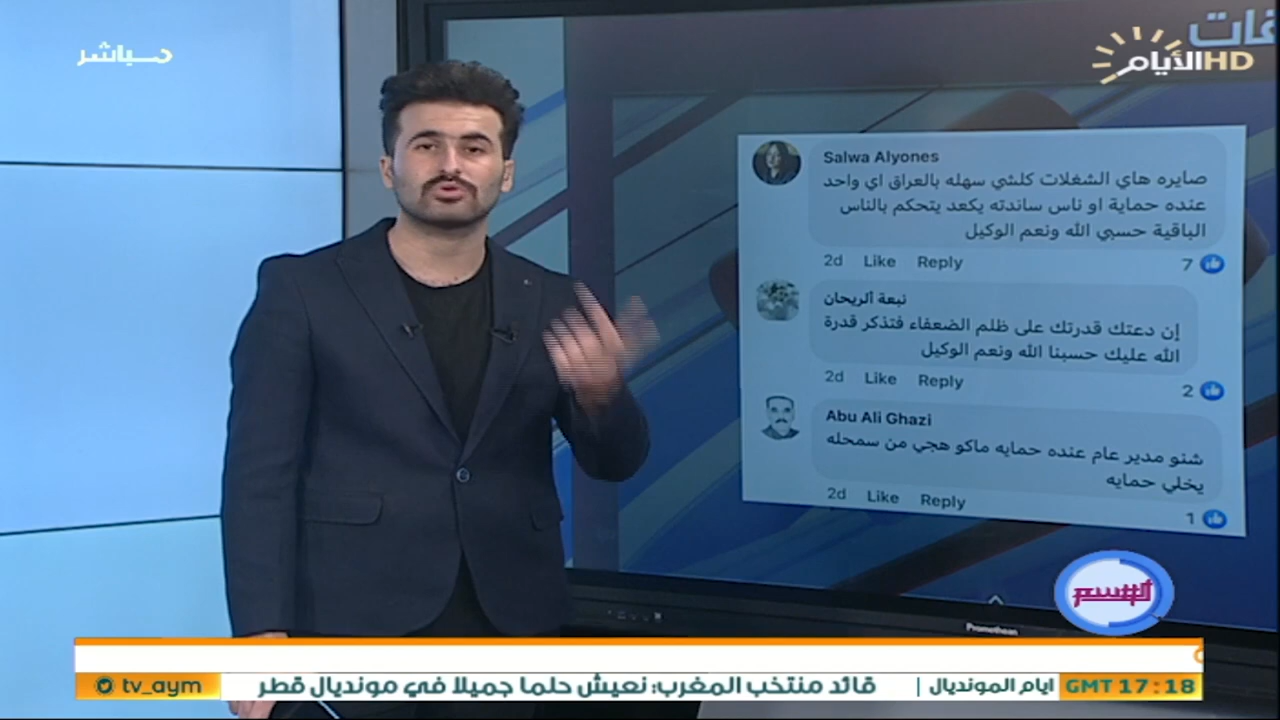 مباشر
الأيام HD
Salwa Alyones
صايره هاي الشغلات كلشي سهله بالعراق اي واحد
عنده حماية او ناس ساندته يكعد يتحكم بالناس
الباقية حسبي الله ونعم الوكيل
2d Like Reply 7
نبعة ألريحان
إن دعتك قدرتك على ظلم الضعفاء فتذكر قدرة
الله عليك حسبنا الله ونعم الوكيل
2d Like Reply 2
Abu Ali Ghazi
شنو مدير عام عنده حمايه ماكو هجي من سمحله
يخلي حمايه
2d Like Reply 1
Promethean
GMT 17:18 ايام المونديال | قائد منتخب المغرب: نعيش حلما جميلا في مونديال قطر tv_aym